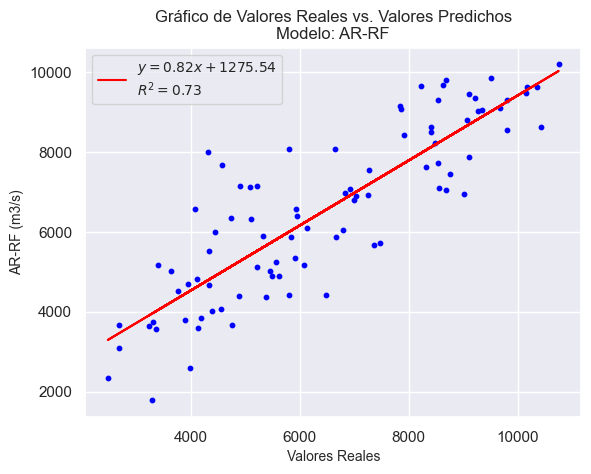 Gráfico de Valores Reales vs. Valores Predichos
Modelo: AR-RF
y = 0.82x + 1275.54
R² = 0.73
10000
8000
6000
4000
2000
AR-RF (m3/s)
4000 6000 8000 10000
Valores Reales